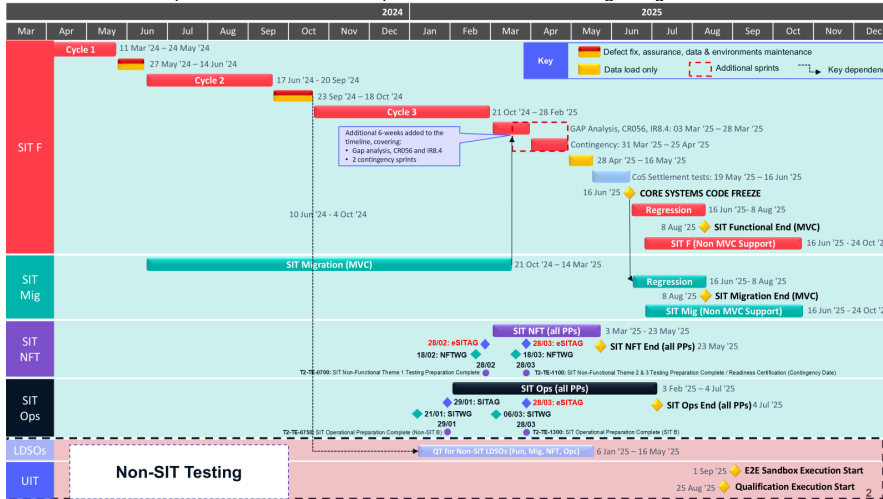 2024
2025
Mar
Apr
May
Jun
Jul
Aug
Sep
Oct
Nov
Dec
Jan
Feb
Mar
Apr
May
Jun
Jul
Aug
Sep
Oct
Nov
Dec
Key
Defect fix, assurance, data & environments maintenance
Data load only
Additional sprints
Key dependenc
SIT F
Cycle 1
11 Mar '24 – 24 May '24
27 May '24 – 14 Jun '24
Cycle 2
17 Jun '24 - 20 Sep '24
23 Sep '24 – 18 Oct '24
Cycle 3
21 Oct '24 – 28 Feb '25
Additional 6-weeks added to the
timeline, covering:
• Gap analysis, CR056 and IR8.4
• 2 contingency sprints
GAP Analysis, CR056, IR8.4: 03 Mar '25 – 28 Mar '25
Contingency: 31 Mar '25 – 25 Apr '25
28 Apr '25 – 16 May '25
CoS Settlement tests: 19 May '25 – 16 Jun '25
16 Jun '25
CORE SYSTEMS CODE FREEZE
10 Jun '24 - 4 Oct '24
Regression
16 Jun '25- 8 Aug '25
8 Aug '25
SIT Functional End (MVC)
SIT F (Non MVC Support)
16 Jun '25 - 24 Oct '2
SIT
Mig
SIT Migration (MVC)
21 Oct '24 – 14 Mar '25
Regression
16 Jun '25- 8 Aug '25
8 Aug '25
SIT Migration End (MVC)
SIT Mig (Non MVC Support)
16 Jun '25 - 24 Oct '2
SIT
NFT
SIT NFT (all PPs)
3 Mar '25 - 23 May '25
28/02: eSITAG
28/03: eSITAG
SIT NFT End (all PPs)
23 May '25
18/02: NFTWG
18/03: NFTWG
28/02
28/03
T2-TE-0700: SIT Non-Functional Theme 1 Testing Preparation Complete
T2-TE-1100: SIT Non-Functional Theme 2 & 3 Testing Preparation Complete / Readiness Certification (Contingency Date)
SIT
Ops
SIT Ops (all PPs)
3 Feb '25 – 4 Jul '25
29/01: SITAG
28/03: eSITAG
SIT Ops End (all PPs)
4 Jul '25
21/01: SITWG
06/03: SITWG
29/01
28/03
T2-TE-0750: SIT Operational Preparation Complete (Non-SIT B)
T2-TE-1300: SIT Operational Preparation Complete (SIT B)
LDSOs
QT for Non-SIT LDSOs (Fun, Mig, NFT, Ops)
6 Jan '25 – 16 May '25
UIT
Non-SIT Testing
1 Sep '25
E2E Sandbox Execution Start
25 Aug '25
Qualification Execution Start
2